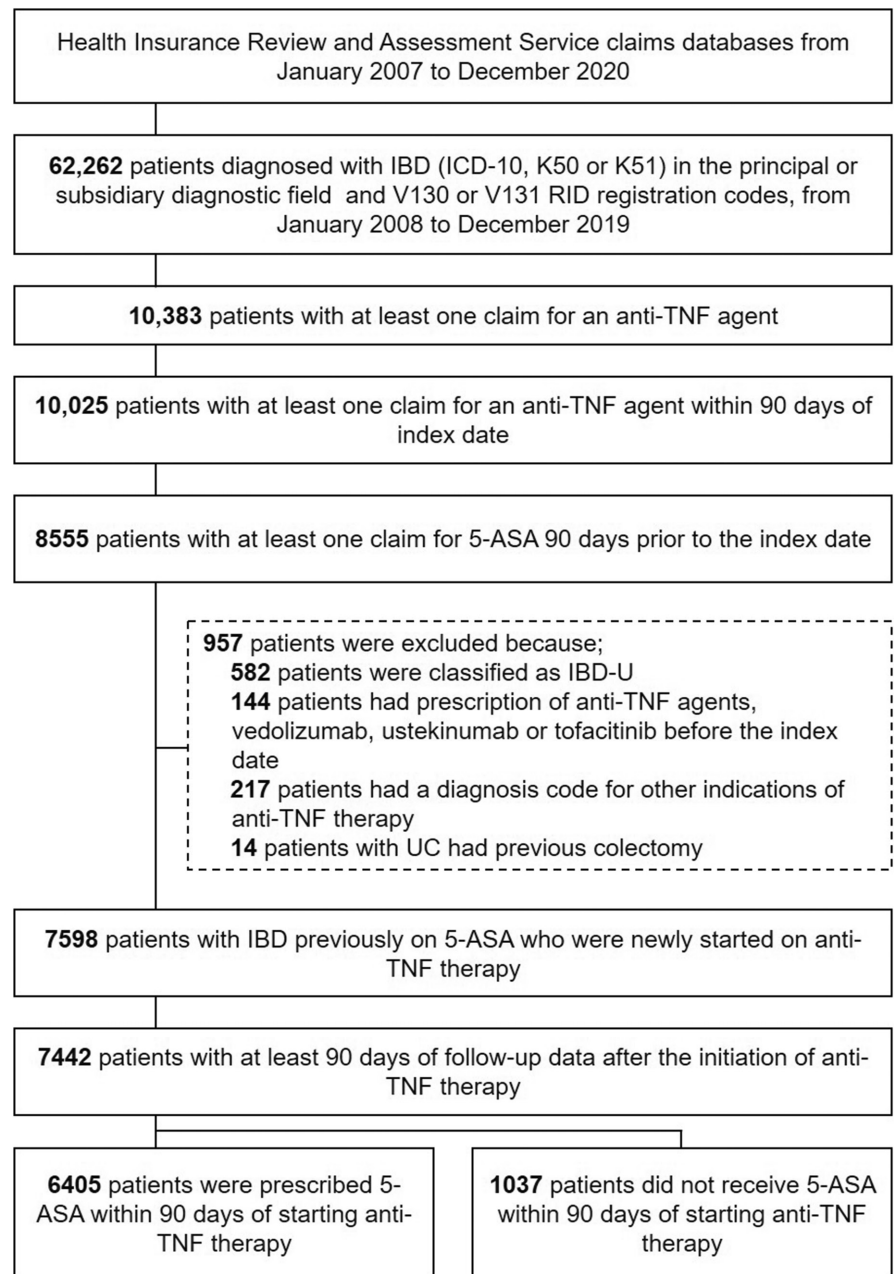 Health Insurance Review and Assessment Service claims databases from
January 2007 to December 2020
62,262 patients diagnosed with IBD (ICD-10, K50 or K51) in the principal or
subsidiary diagnostic field and V130 or V131 RID registration codes, from
January 2008 to December 2019
10,383 patients with at least one claim for an anti-TNF agent
10,025 patients with at least one claim for an anti-TNF agent within 90 days of
index date
8555 patients with at least one claim for 5-ASA 90 days prior to the index date
957 patients were excluded because;
582 patients were classified as IBD-U
144 patients had prescription of anti-TNF agents,
vedolizumab, ustekinumab or tofacitinib before the index
date
217 patients had a diagnosis code for other indications of
anti-TNF therapy
14 patients with UC had previous colectomy
7598 patients with IBD previously on 5-ASA who were newly started on anti-
TNF therapy
7442 patients with at least 90 days of follow-up data after the initiation of anti-
TNF therapy
6405 patients were prescribed 5-
ASA within 90 days of starting anti-
TNF therapy
1037 patients did not receive 5-ASA
within 90 days of starting anti-TNF
therapy